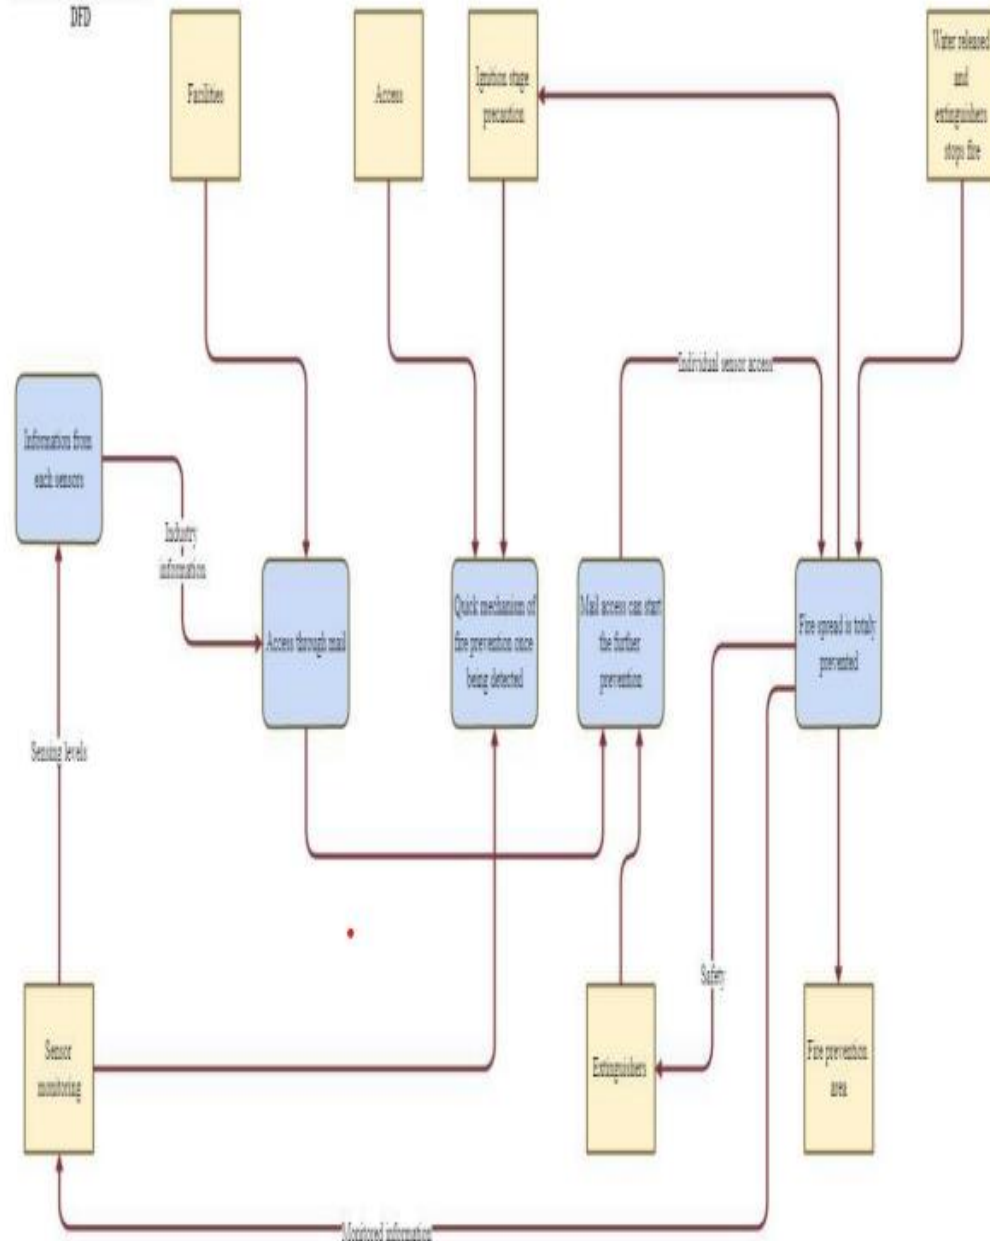 DFD
Facilities
Access
Ignition stage
precaution
Water released
and
extinguishers
stops fire
Individual sensor access
Information from
each sensors
Industry
information
Access through mail
Quick mechanism of
fire prevention once
being detected
Mail access can start
the further
prevention
Fire spread is totaly
prevented
Sensing levels
Safety
Sensor
monitoring
Extinguishers
Fire prevention
area
Monitored information